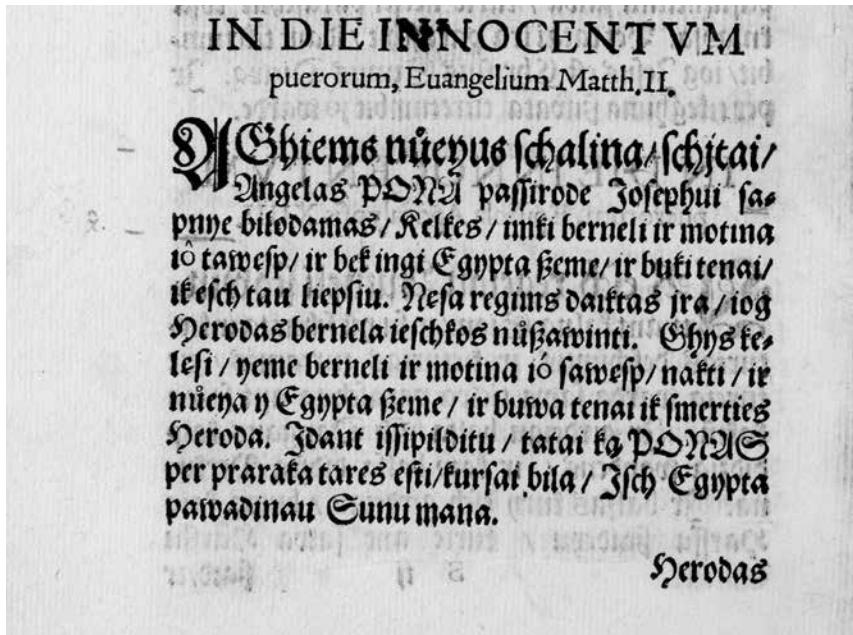 IN DIE INNOCENTVM
puerorum, Euangelium Matth.II.
AGhiems nůeyus ſchalina/ ſchjtai/
Angelas PONA paſſirode Joſephui ſa⸗
pnye bilodamas/ Kelkes/ imki berneli ir motina
iô taweſp/ ir bek ingi Egypta ßeme/ ir buki tenai/
ik eſch tau liepſiu. Neſa regims daiktas jra/ iog
Herodas bernela ieſchkos nůßawinti. Ghys ke⸗
leſi/ yeme berneli ir motina ió ſaweſp/ nakti/ ir
nůeya y Egypta ßeme/ ir buwa tenai ik ſmerties
Heroda. Idant iſſipilditu/ tatai ką PONAS
per praraka tares eſti/kurſai bila/ Iſch Egypta
pawadinau Sunu mana.
Herodas